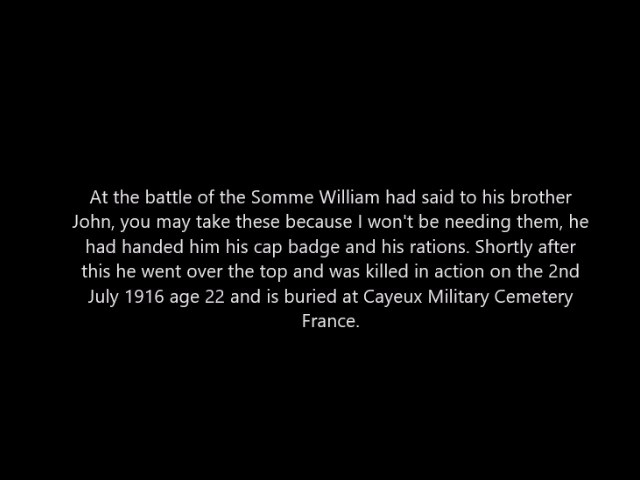 At the battle of the Somme William had said to his brother
John, you may take these because I won't be needing them, he
had handed him his cap badge and his rations. Shortly after
this he went over the top and was killed in action on the 2nd
July 1916 age 22 and is buried at Cayeux Military Cemetery
France.